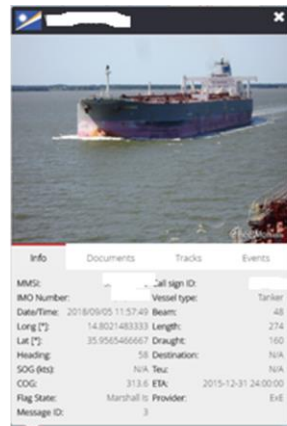 Info Documents Tracks Events
MMSI: Call sign ID:
IMO Number: Vessel type: Tanker
Date/Time: 2018/09/05 11:57:49 Beam: 48
Long [°]: 14.8021483333 Length: 274
Lat [°]: 35.9565466667 Draught: 160
Heading: 58 Destination: N/A
SOG (kts): N/A Teu: N/A
COG: 313.6 ETA: 2015-12-31 24:00:00
Flag State: Marshall Is Provider: ExE
Message ID: 3